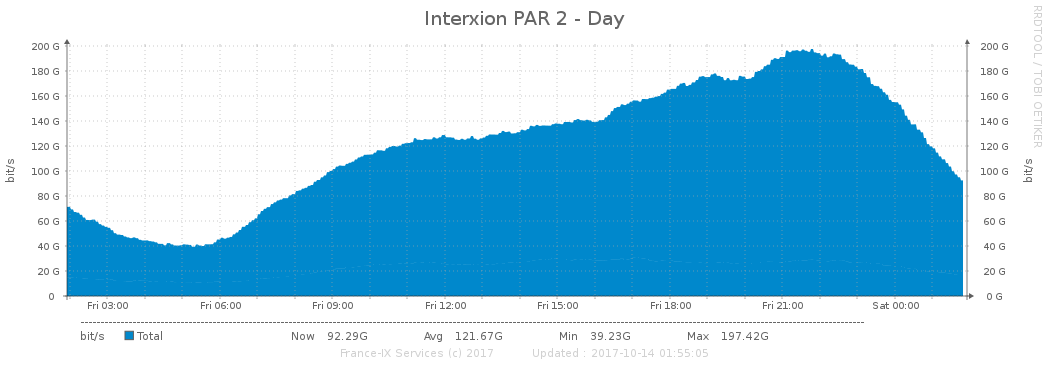 Interxion PAR 2 - Day
RRDTOOL / TOBI OETIKER
200 G 200 G
180 G 180 G
160 G 160 G
140 G 140 G
120 G 120 G
100 G 100 G
80 G 80 G
60 G 60 G
40 G 40 G
20 G 20 G
0 0 G
bit/s
bit/s
Fri 03:00 Fri 06:00 Fri 09:00 Fri 12:00 Fri 15:00 Fri 18:00 Fri 21:00 Sat 00:00
bit/s Total Now 92.29G Avg 121.67G Min 39.23G Max 197.42G
France-IX Services (c) 2017 Updated : 2017-10-14 01:55:05